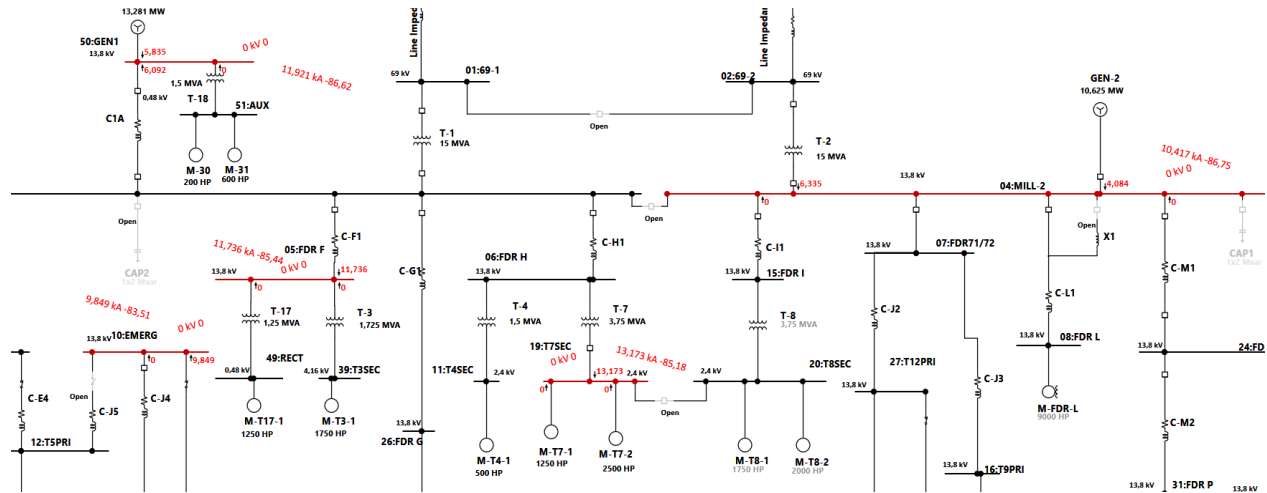 13,281 MW
50:GEN1
13,8 kV
5,835
6,092
0 kV 0
0
11,921 kA -86,62
1,5 MVA
T-18
0,48 kV
51:AUX
C1A
M-30
200 HP
M-31
600 HP
Line Impedar
69 kV
01:69-1
T-1
15 MVA
Open
Line Impedar
02:69-2
69 kV
T-2
15 MVA
6,335
GEN-2
10,625 MW
13,8 kV
04:MILL-2
4,084
10,417 kA -86,75
0 kV 0
0
Open
CAP2
1x2 Mvar
Open
0
C-F1
05:FDR F
11,736 kA -85,44
0 kV 0
13,8 kV
11,736
0
0
C-G1
C-H1
06:FDR H
13,8 kV
C-I1
13,8 kV
15:FDR I
13,8 kV
07:FDR71/72
Open
X1
C-M1
CAP1
1x2 Mvar
9,849 kA -83,51
0 kV 0
10:EMERG
13,8 kV
0
9,849
T-17
1,25 MVA
T-3
1,725 MVA
T-4
1,5 MVA
T-7
3,75 MVA
T-8
3,75 MVA
C-J2
C-L1
13,8 kV
08:FDR L
13,8 kV
24:FD
49:RECT
0,48 kV
4,16 kV
39:T3SEC
11:T4SEC
2,4 kV
19:T7SEC
0 kV 0
13,173 kA -85,18
13,173
0
0
2,4 kV
2,4 kV
20:T8SEC
Open
27:T12PRI
13,8 kV
C-J3
M-FDR-L
9000 HP
C-E4
Open
C-J5
C-J4
12:T5PRI
M-T17-1
1250 HP
M-T3-1
1750 HP
13,8 kV
26:FDR G
M-T4-1
500 HP
M-T7-1
1250 HP
M-T7-2
2500 HP
M-T8-1
1750 HP
M-T8-2
2000 HP
13,8 kV
16:T9PRI
C-M2
13,8 kV
31:FDR P
13,8 kV